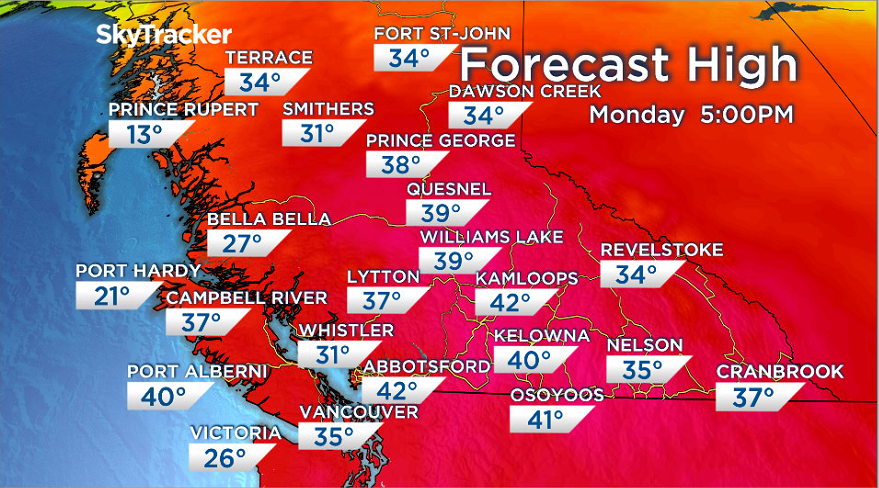 SkyTracker
FORT ST-JOHN
34°
Forecast High
Monday 5:00PM
TERRACE
34°
DAWSON CREEK
34°
PRINCE RUPERT
13°
SMITHERS
31°
PRINCE GEORGE
38°
QUESNEL
39°
BELLA BELLA
27°
WILLIAMS LAKE
39°
REVELSTOKE
34°
PORT HARDY
21°
LYTTON
37°
KAMLOOPS
42°
CAMPBELL RIVER
37°
WHISTLER
31°
KELOWNA
40°
NELSON
35°
PORT ALBERNI
40°
ABBOTSFORD
42°
CRANBROOK
37°
OSOYOOS
41°
VANCOUVER
35°
VICTORIA
26°